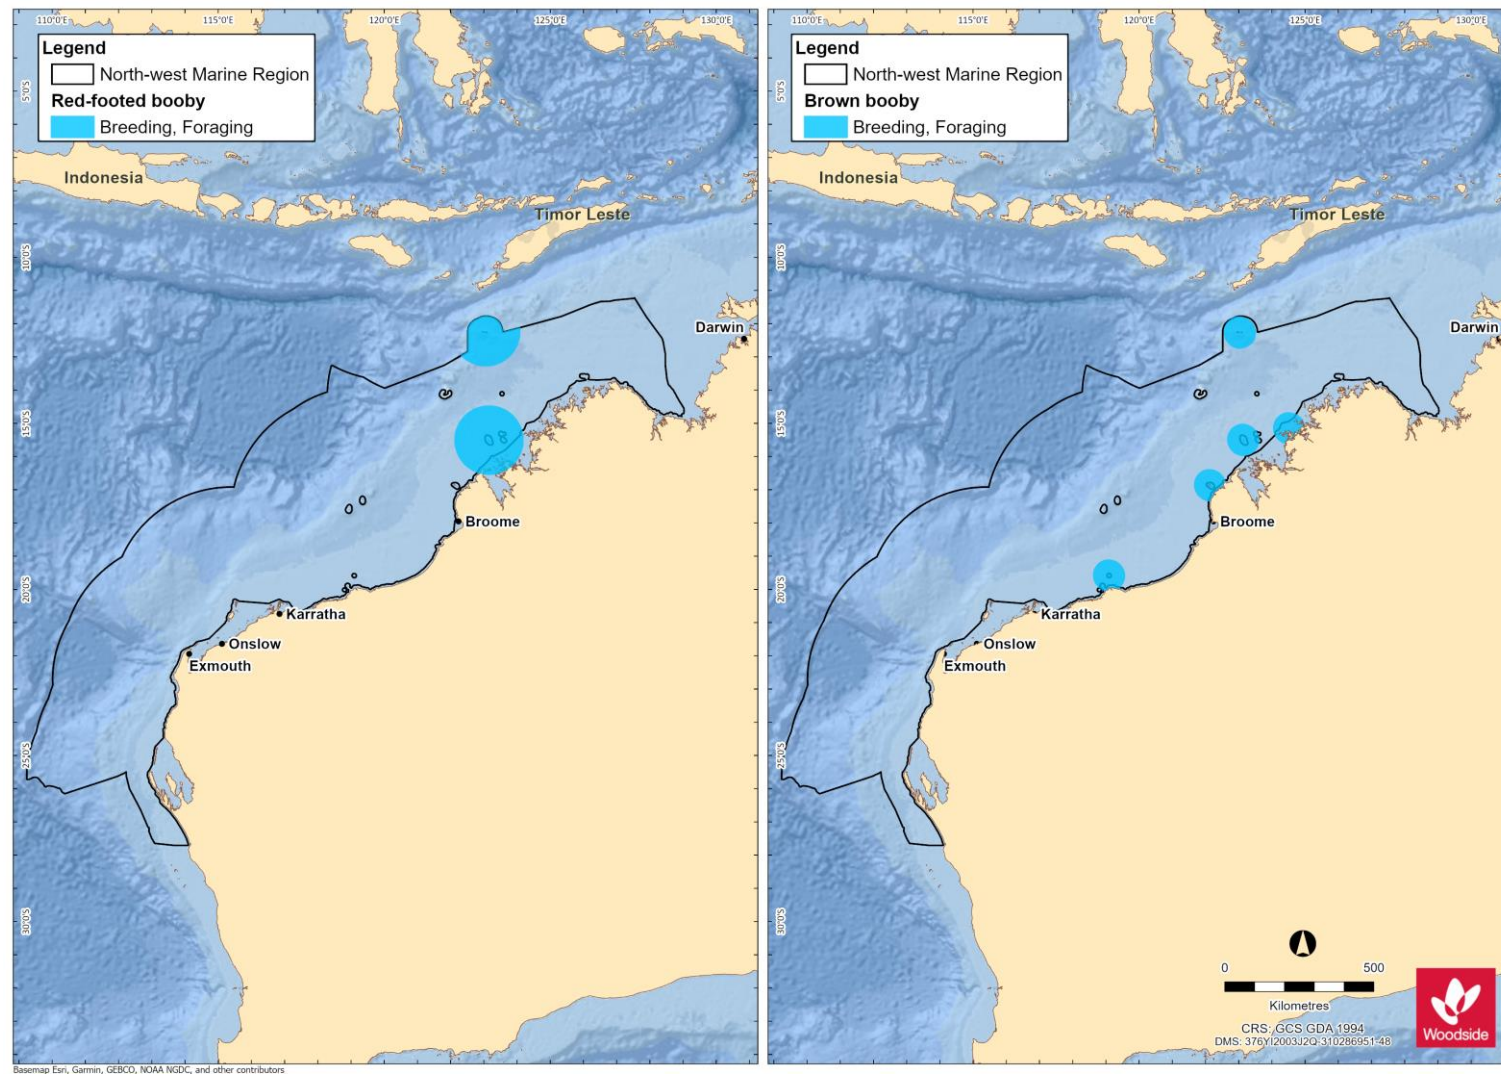 110°0'E 115°0'E 120°0'E 125°0'E 130°0'E
Legend
North-west Marine Region
Red-footed booby
Breeding, Foraging
5°0'S
Indonesia
Timor Leste
10°0'S
Darwin
15°0'S
Broome
20°0'S
Karratha
Onslow
Exmouth
25°0'S
30°0'S
110°0'E 115°0'E 120°0'E 125°0'E 130°0'E
Legend
North-west Marine Region
Brown booby
Breeding, Foraging
5°0'S
Indonesia
Timor Leste
10°0'S
Darwin
15°0'S
Broome
20°0'S
Karratha
Onslow
Exmouth
25°0'S
30°0'S
0 500
Kilometres
CRS: GCS GDA 1994
DMS: 376YI2003J2Q-310286951-48
Woodside
Basemap Esri, Garmin, GEBCO, NOAA NGDC, and other contributors